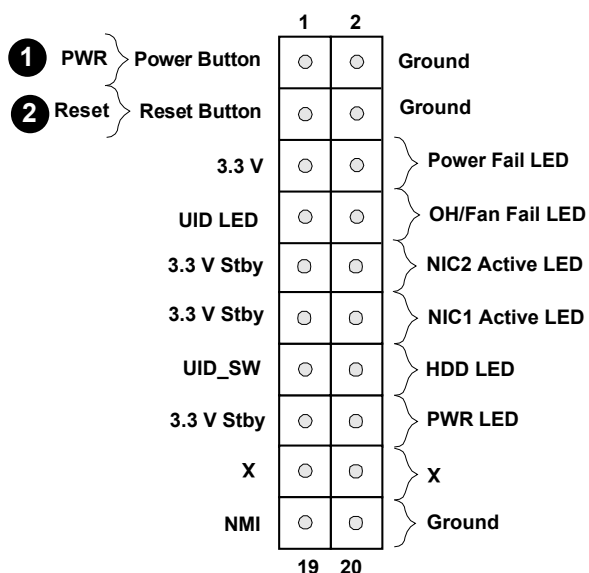 1 2
1 PWR Power Button Ground
2 Reset Reset Button Ground
3.3 V Power Fail LED
UID LED OH/Fan Fail LED
3.3 V Stby NIC2 Active LED
3.3 V Stby NIC1 Active LED
UID_SW HDD LED
3.3 V Stby PWR LED
X X
NMI Ground
19 20